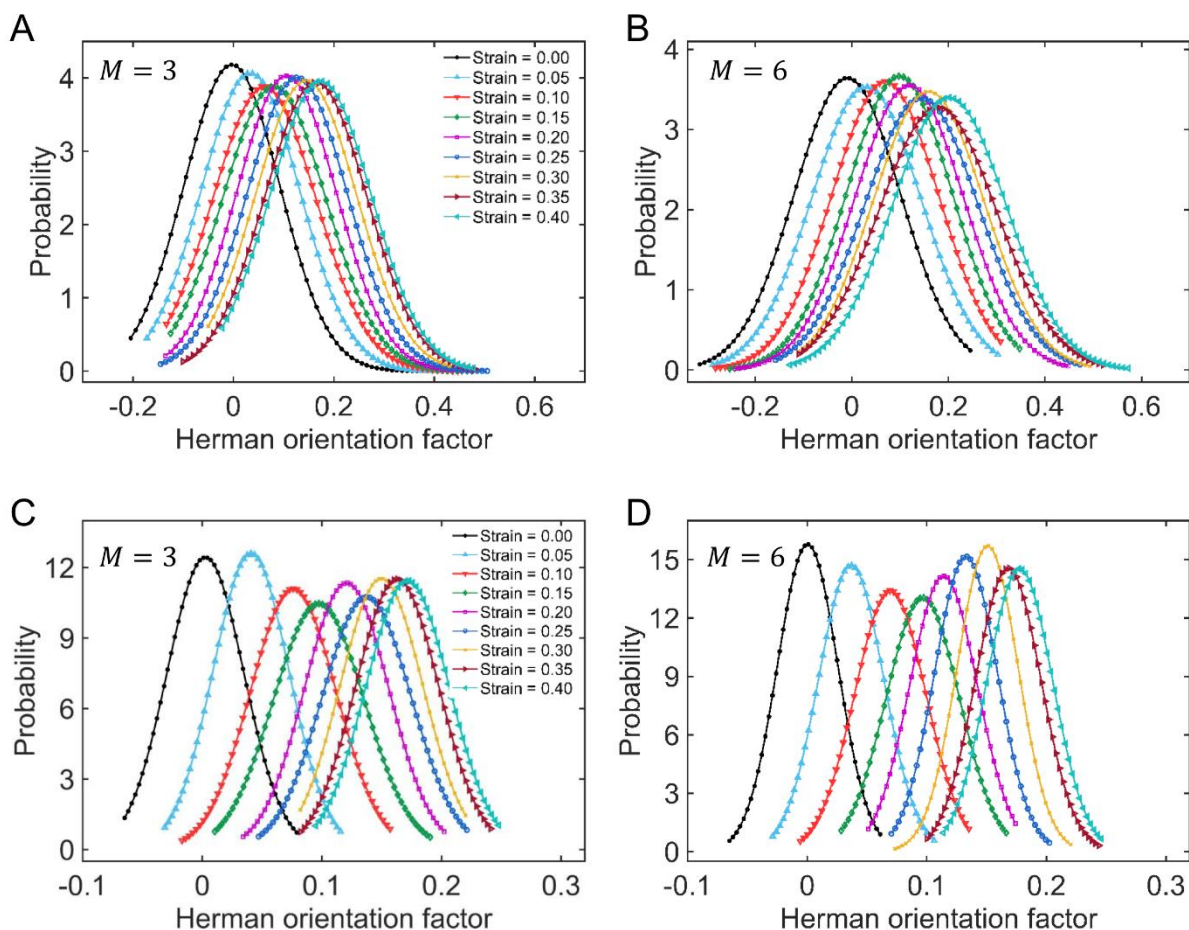 A
M = 3
Strain = 0.00
Strain = 0.05
Strain = 0.10
Strain = 0.15
Strain = 0.20
Strain = 0.25
Strain = 0.30
Strain = 0.35
Strain = 0.40
4
3
2
1
0
Probability
-0.2 0 0.2 0.4 0.6
Herman orientation factor
B
M = 6
4
3
2
1
0
Probability
-0.2 0 0.2 0.4 0.6
Herman orientation factor
C
M = 3
Strain = 0.00
Strain = 0.05
Strain = 0.10
Strain = 0.15
Strain = 0.20
Strain = 0.25
Strain = 0.30
Strain = 0.35
Strain = 0.40
12
9
6
3
0
Probability
-0.1 0 0.1 0.2 0.3
Herman orientation factor
D
M = 6
15
12
9
6
3
0
Probability
-0.1 0 0.1 0.2 0.3
Herman orientation factor